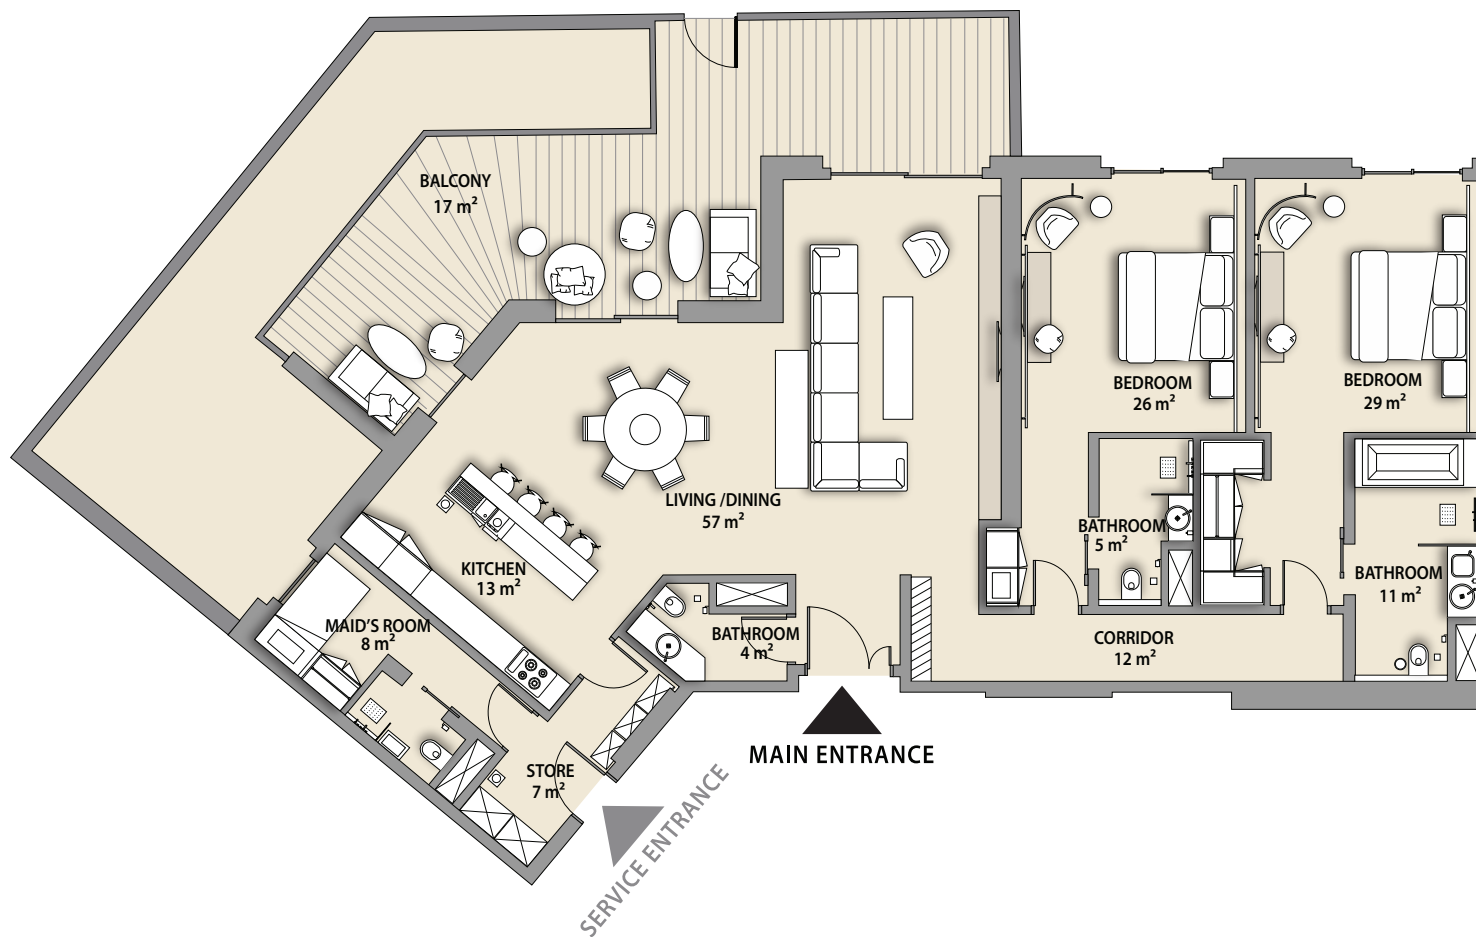 BALCONY
17 m²
BEDROOM
26 m²
BEDROOM
29 m²
LIVING /DINING
57 m²
BATHROOM
5 m²
KITCHEN
13 m²
BATHROOM
11 m²
MAID'S ROOM
8 m²
BATHROOM
4 m²
CORRIDOR
12 m²
MAIN ENTRANCE
STORE
7 m²
SERVICE ENTRANCE